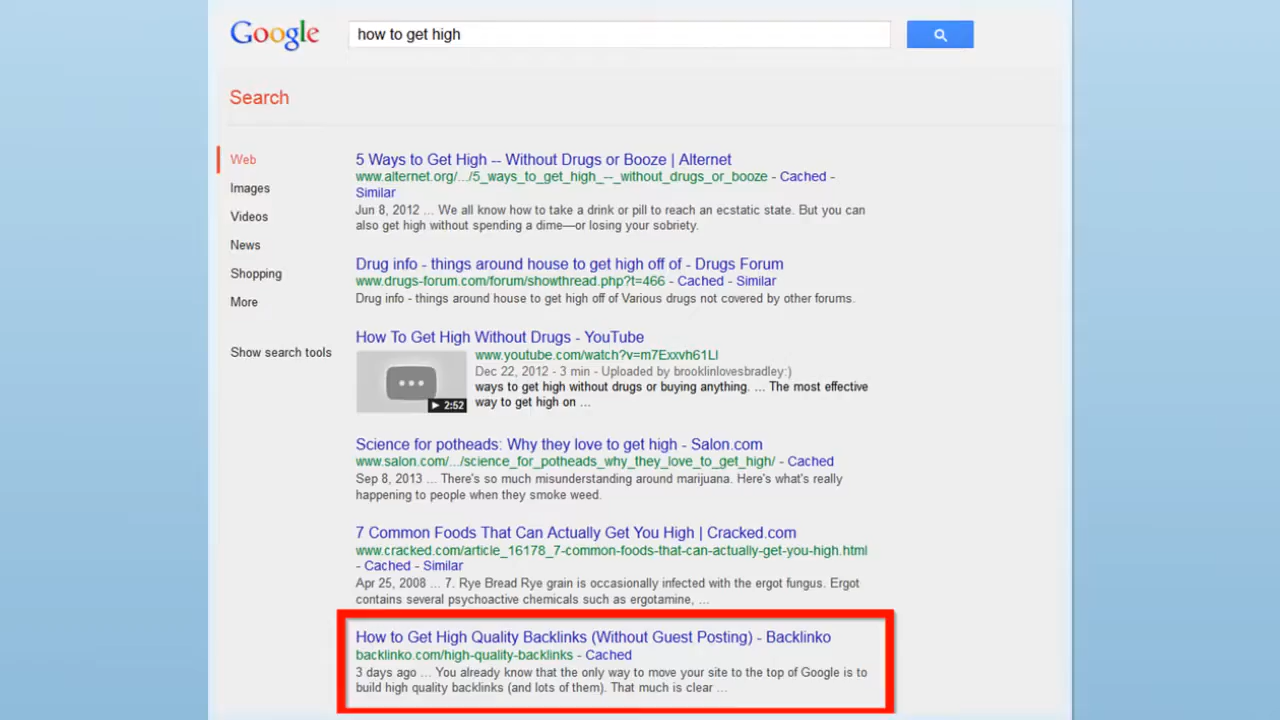 Google
how to get high
Search
Web
Images
Videos
News
Shopping
More
Show search tools
5 Ways to Get High -- Without Drugs or Booze | Alternet
www.alternet.org/.../5_ways_to_get_high_--_without_drugs_or_booze - Cached -
Similar
Jun 8, 2012 ... We all know how to take a drink or pill to reach an ecstatic state. But you can
also get high without spending a dime—or losing your sobriety.
Drug info - things around house to get high off of - Drugs Forum
www.drugs-forum.com/forum/showthread.php?t=466 - Cached - Similar
Drug info - things around house to get high off of Various drugs not covered by other forums.
How To Get High Without Drugs - YouTube
www.youtube.com/watch?v=m7Exxvh61LI
Dec 22, 2012 - 3 min - Uploaded by brooklinlovesbradley:)
ways to get high without drugs or buying anything. ... The most effective
way to get high on ...
2:52
Science for potheads: Why they love to get high - Salon.com
www.salon.com/.../science_for_potheads_why_they_love_to_get_high/ - Cached
Sep 8, 2013 ... There's so much misunderstanding around marijuana. Here's what's really
happening to people when they smoke weed.
7 Common Foods That Can Actually Get You High | Cracked.com
www.cracked.com/article_16178_7-common-foods-that-can-actually-get-you-high.html
- Cached - Similar
Apr 25, 2008 ... 7. Rye Bread Rye grain is occasionally infected with the ergot fungus. Ergot
contains several psychoactive chemicals such as ergotamine, ...
How to Get High Quality Backlinks (Without Guest Posting) - Backlinko
backlinko.com/high-quality-backlinks - Cached
3 days ago ... You already know that the only way to move your site to the top of Google is to
build high quality backlinks (and lots of them). That much is clear ...